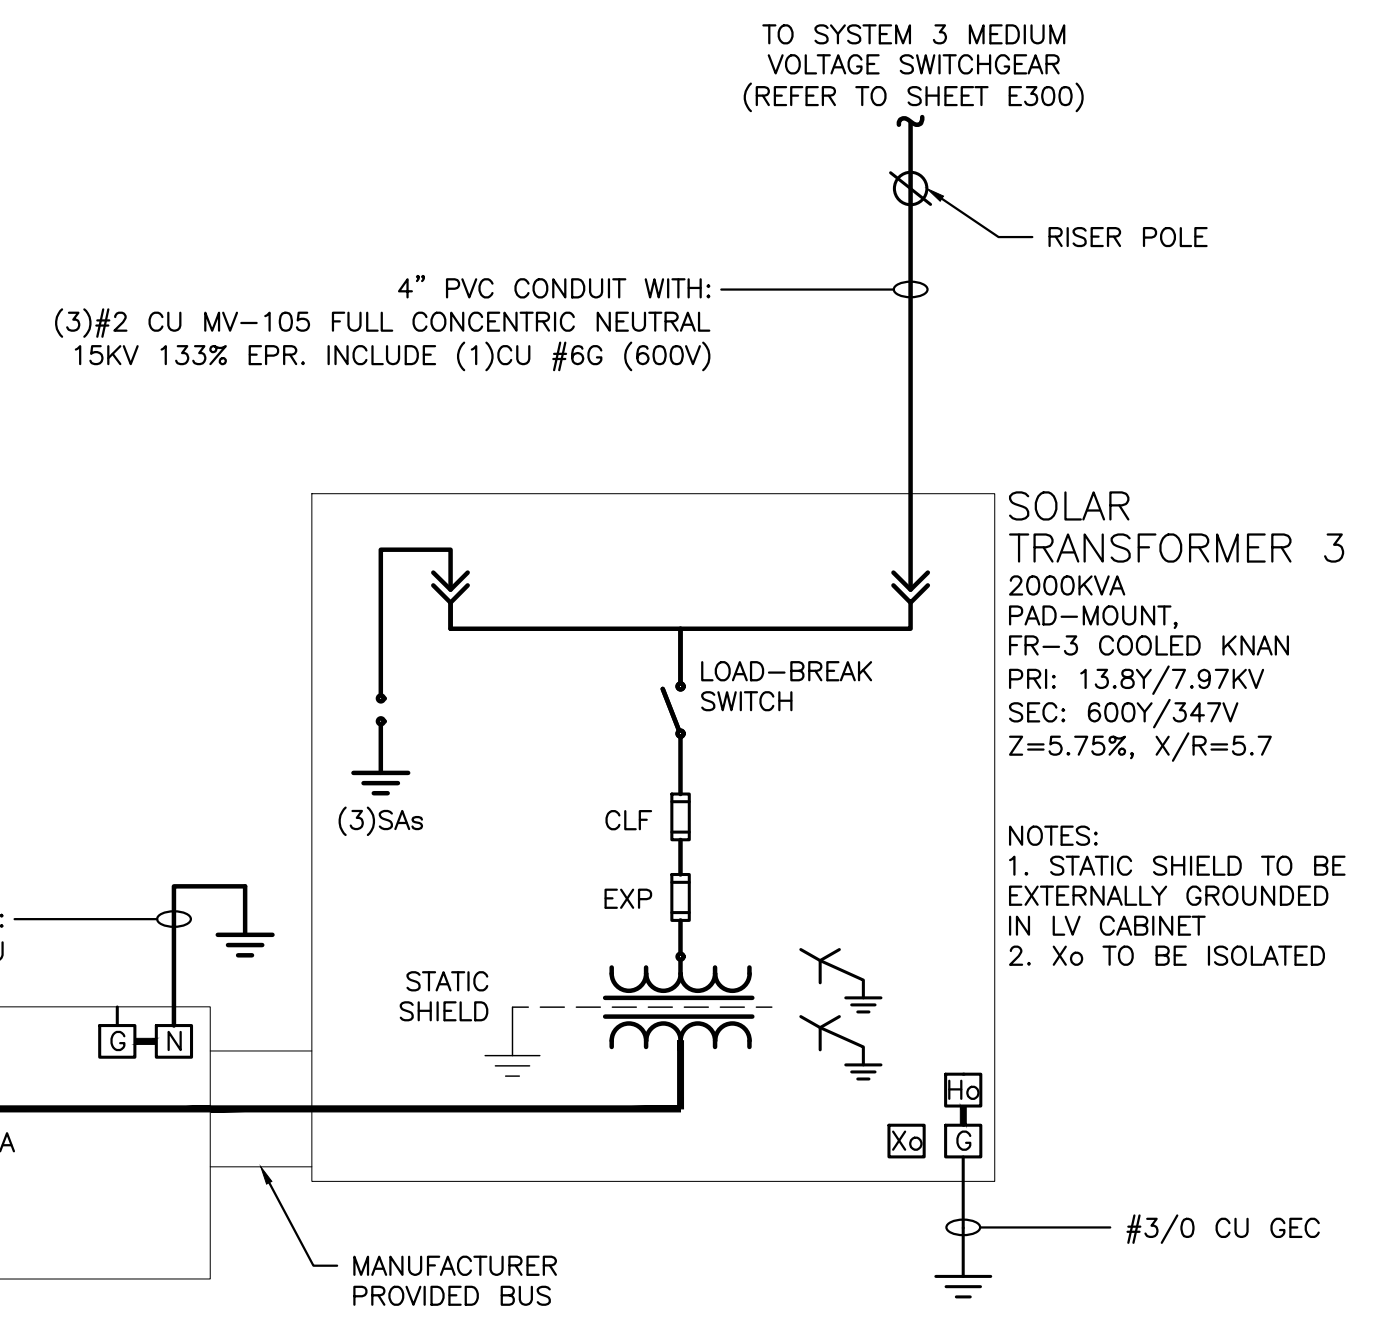 TO SYSTEM 3 MEDIUM
VOLTAGE SWITCHGEAR
(REFER TO SHEET E300)
RISER POLE
4” PVC CONDUIT WITH:
(3)#2 CU MV-105 FULL CONCENTRIC NEUTRAL
15KV 133% EPR. INCLUDE (1)CU #6G (600V)
SOLAR
TRANSFORMER 3
2000KVA
PAD-MOUNT,
FR-3 COOLED KNAN
PRI: 13.8Y/7.97KV
SEC: 600Y/347V
Z=5.75%, X/R=5.7
LOAD-BREAK
SWITCH
(3)SAs
CLF
EXP
NOTES:
1. STATIC SHIELD TO BE
EXTERNALLY GROUNDED
IN LV CABINET
2. Xo TO BE ISOLATED
STATIC
SHIELD
G
N
Ho
Xo
G
A
#3/0 CU GEC
MANUFACTURER
PROVIDED BUS